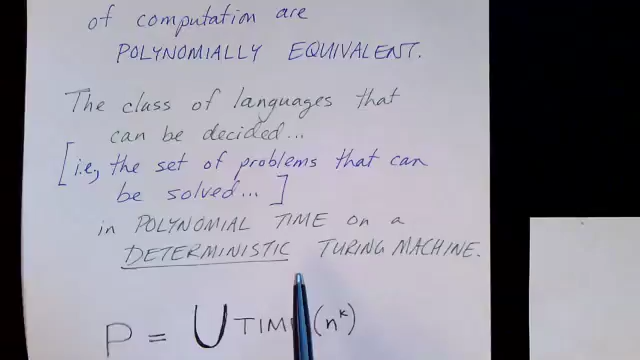 of computation are
POLYNOMIALLY EQUIVALENT.
The class of languages that
can be decided...
[i.e., the set of problems that can
be solved...]
in POLYNOMIAL TIME on a
DETERMINISTIC TURING MACHINE.
P = ∪ TIM (nᵏ)